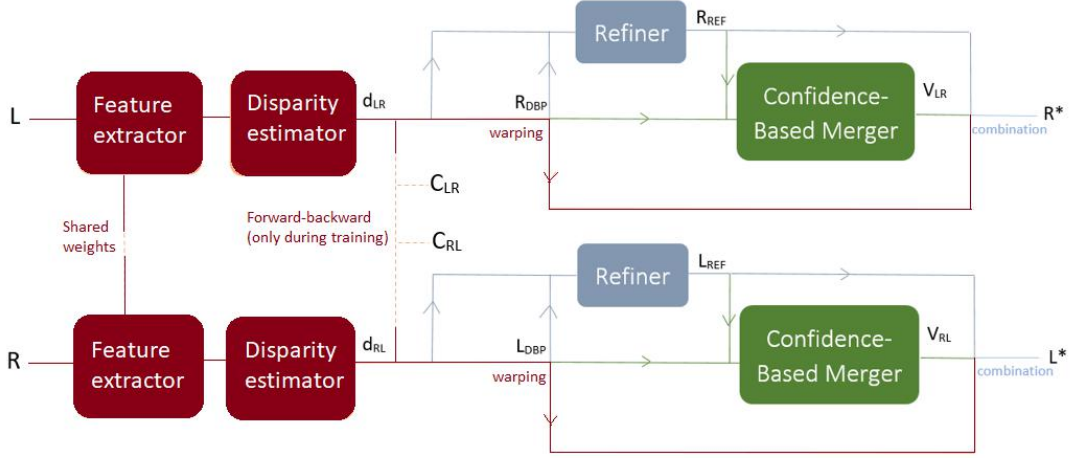 R_REF
Refiner
L
Feature
extractor
Disparity
estimator
d_LR
R_DBP
warping
Confidence-
Based Merger
V_LR
R*
combination
C_LR
Shared
weights
Forward-backward
(only during training)
C_RL
Refiner
L_REF
R
Feature
extractor
Disparity
estimator
d_RL
L_DBP
warping
Confidence-
Based Merger
V_RL
L*
combination